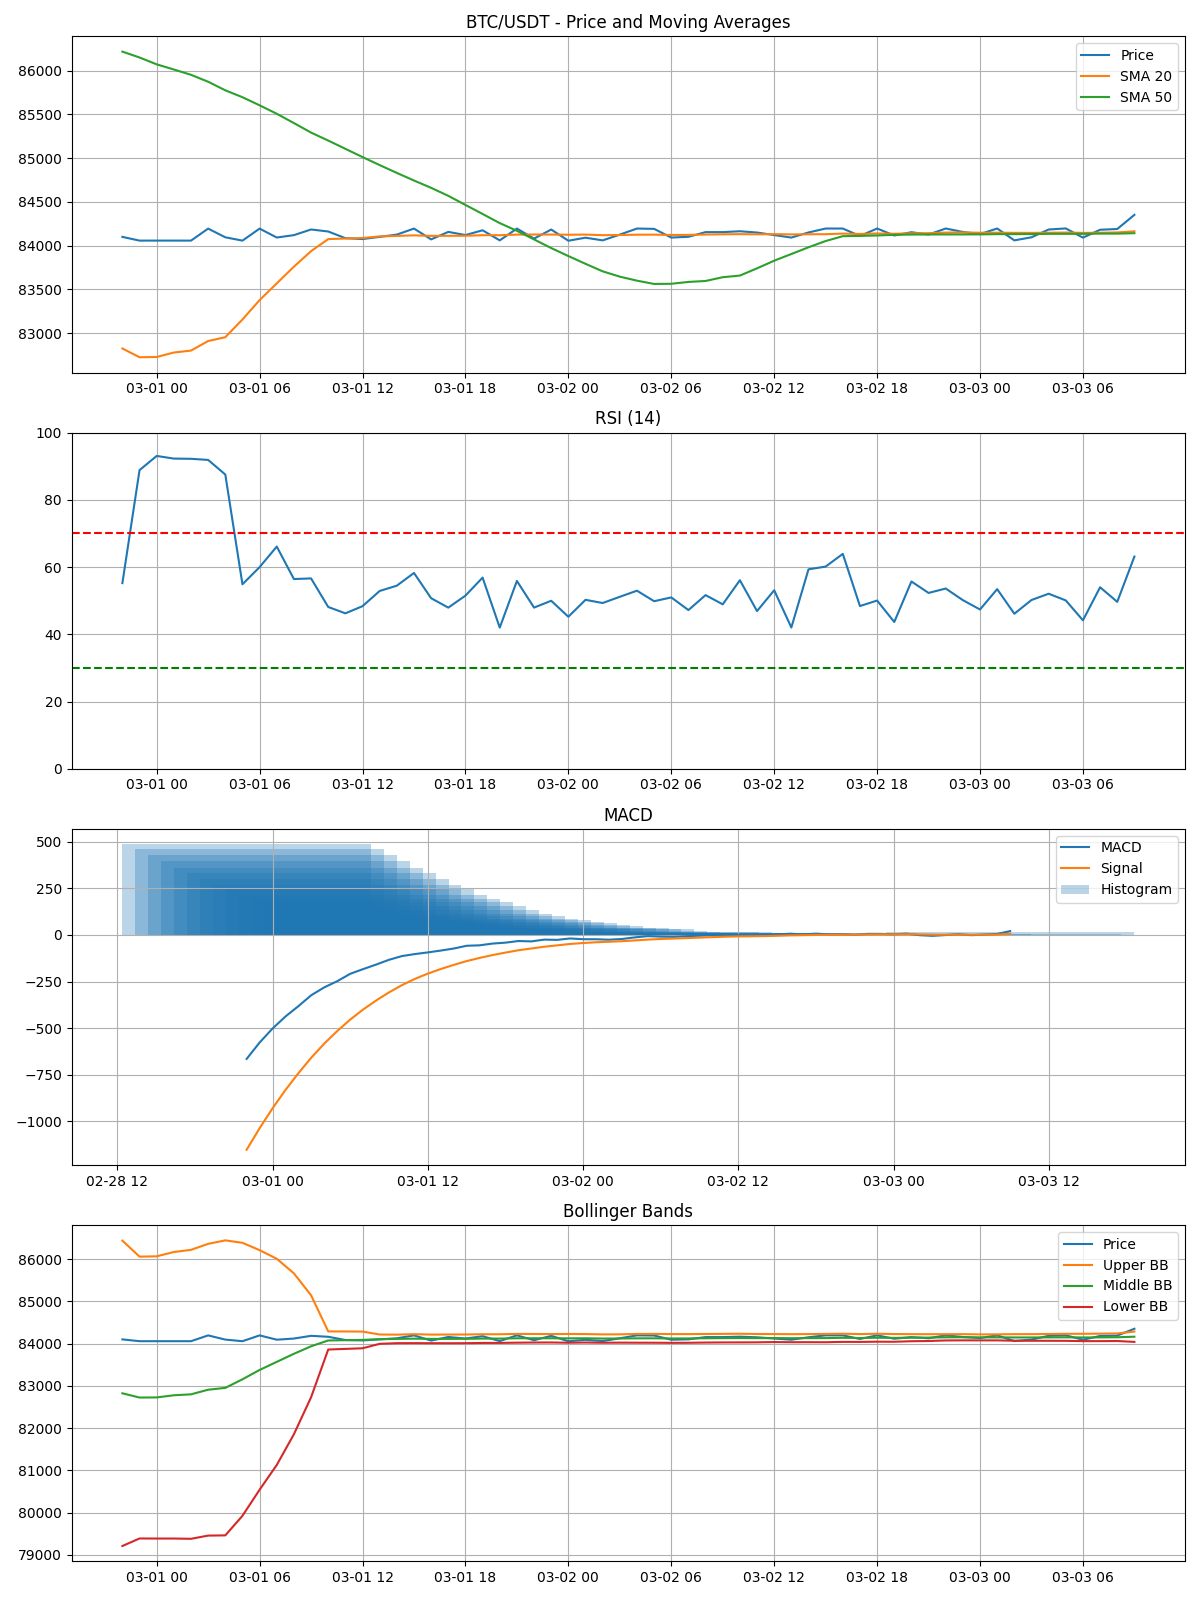 BTC/USDT - Price and Moving Averages
Price
SMA 20
SMA 50
86000
85500
85000
84500
84000
83500
83000
03-01 00 03-01 06 03-01 12 03-01 18 03-02 00 03-02 06 03-02 12 03-02 18 03-03 00 03-03 06
RSI (14)
100
80
60
40
20
0
03-01 00 03-01 06 03-01 12 03-01 18 03-02 00 03-02 06 03-02 12 03-02 18 03-03 00 03-03 06
MACD
MACD
Signal
Histogram
500
250
0
−250
−500
−750
−1000
02-28 12 03-01 00 03-01 12 03-02 00 03-02 12 03-03 00 03-03 12
Bollinger Bands
Price
Upper BB
Middle BB
Lower BB
86000
85000
84000
83000
82000
81000
80000
79000
03-01 00 03-01 06 03-01 12 03-01 18 03-02 00 03-02 06 03-02 12 03-02 18 03-03 00 03-03 06